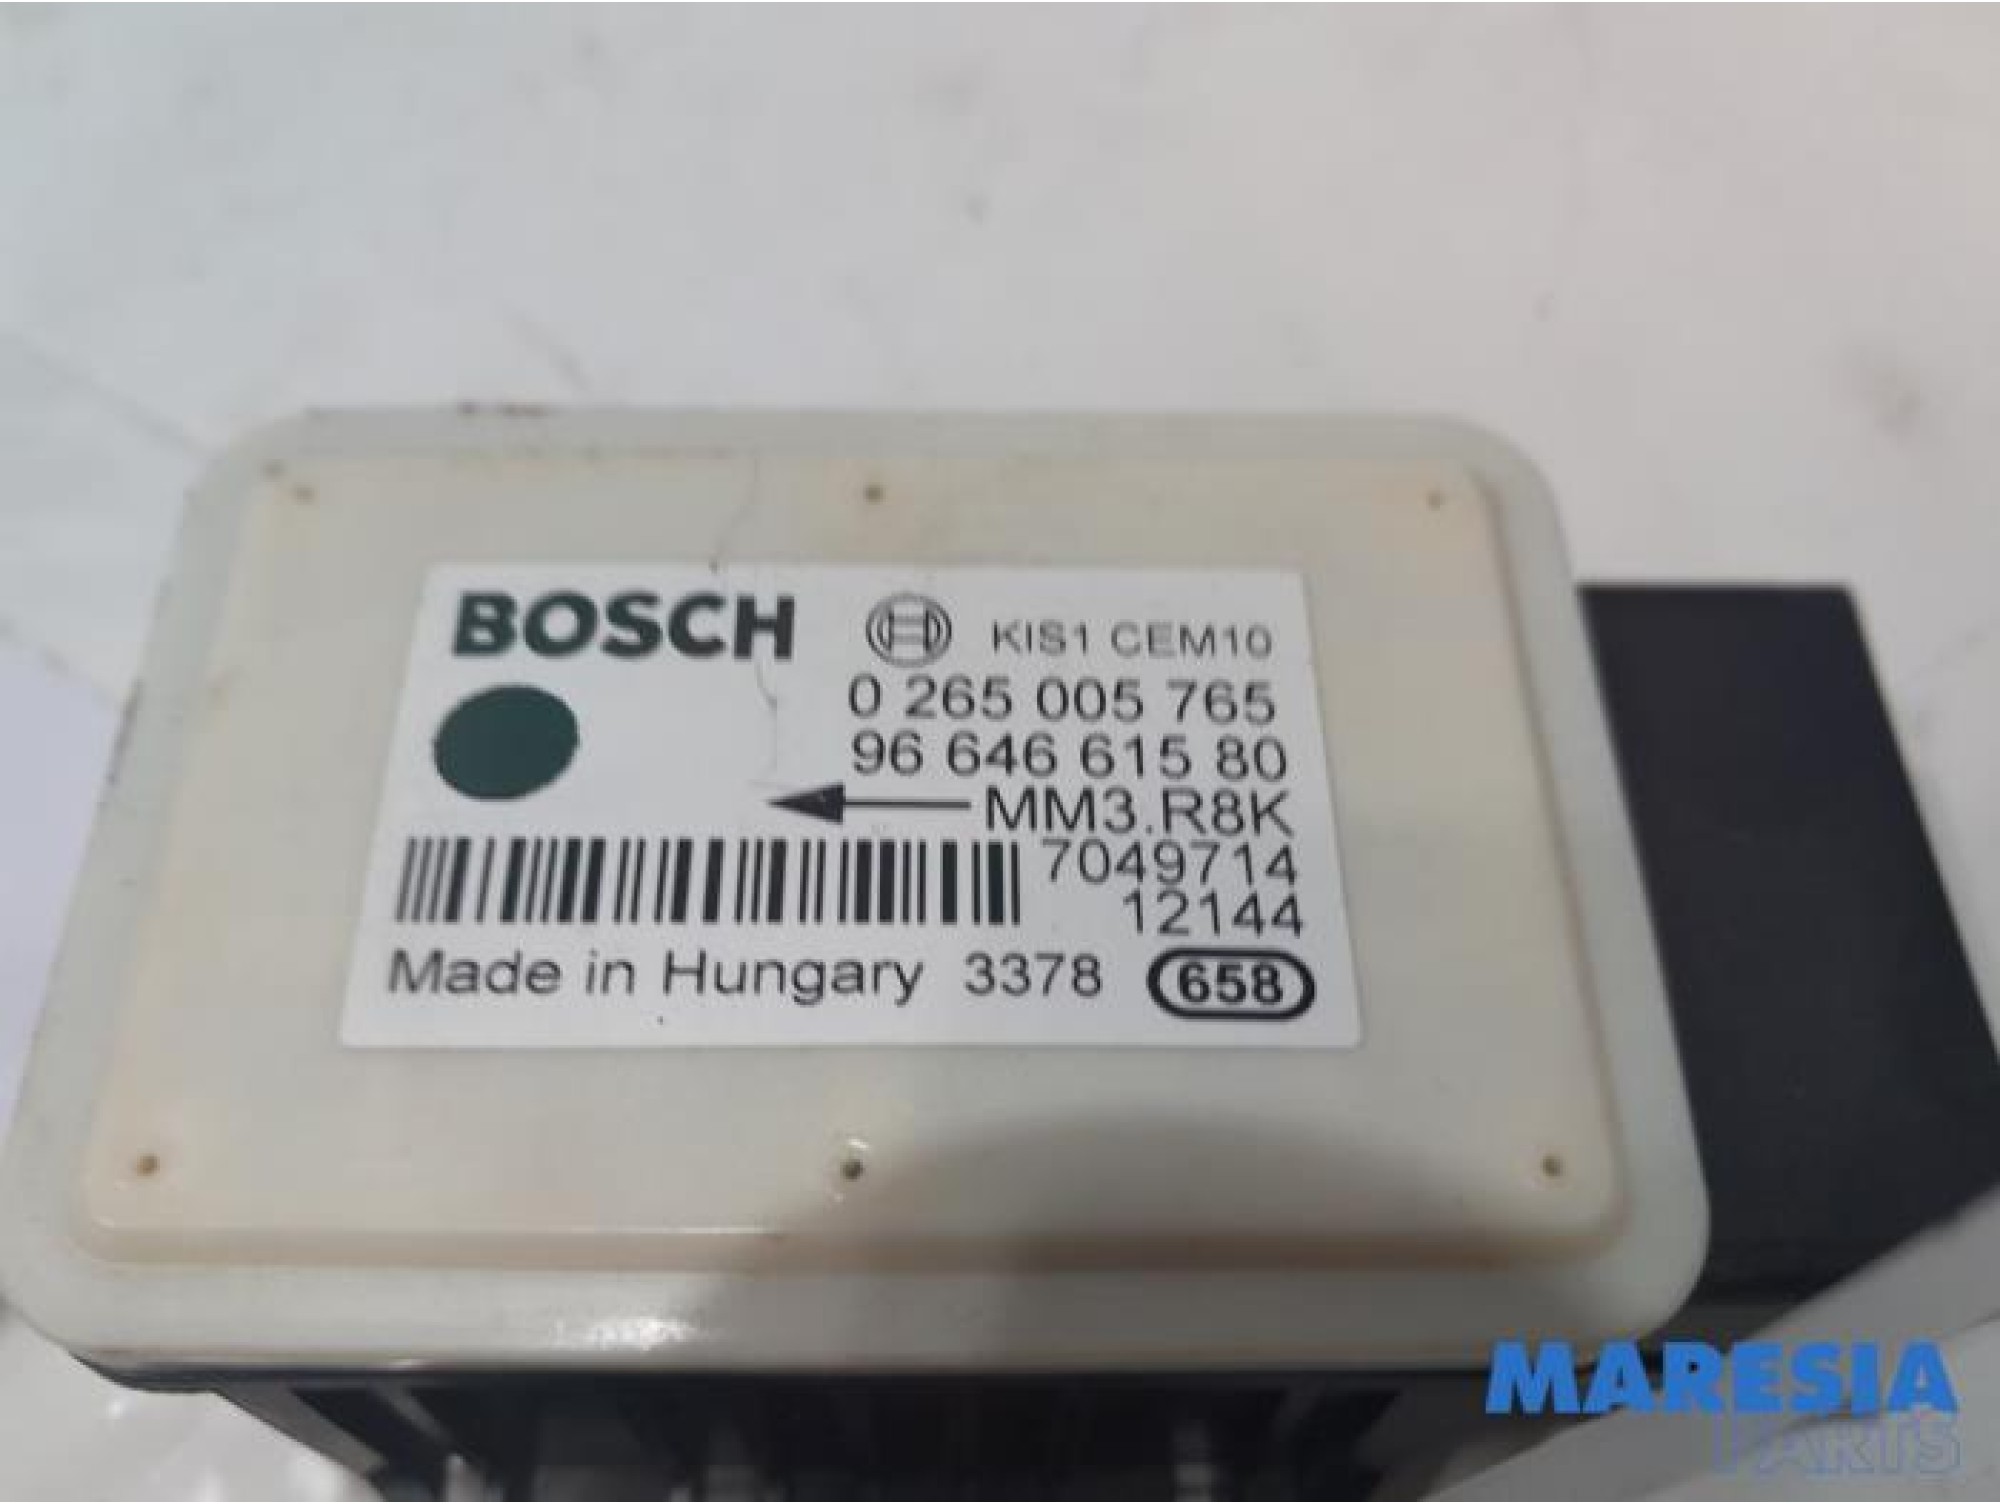 BOSCH KIS1 CEM10
0 265 005 765
96 646 615 80
MM3.R8K
7049714
12144
Made in Hungary 3378 658
MARESIA
PARTS